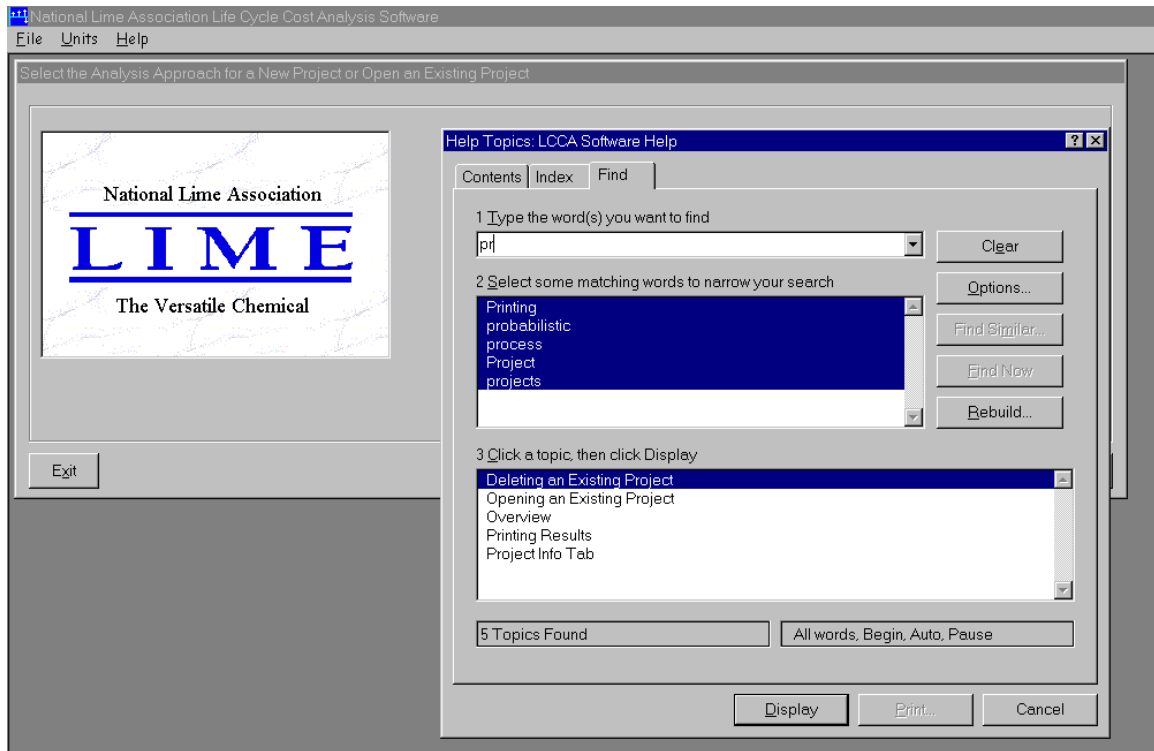 National Lime Association Life Cycle Cost Analysis Software
File Units Help
Select the Analysis Approach for a New Project or Open an Existing Project
National Lime Association
LIME
The Versatile Chemical
Exit
Help Topics: LCCA Software Help
Contents Index Find
1 Type the word(s) you want to find
pr
Clear
2 Select some matching words to narrow your search
Options...
Printing
probabilistic
process
Project
projects
Find Similar...
Find Now
Rebuild...
3 Click a topic, then click Display
Deleting an Existing Project
Opening an Existing Project
Overview
Printing Results
Project Info Tab
5 Topics Found
All words, Begin, Auto, Pause
Display
Print...
Cancel